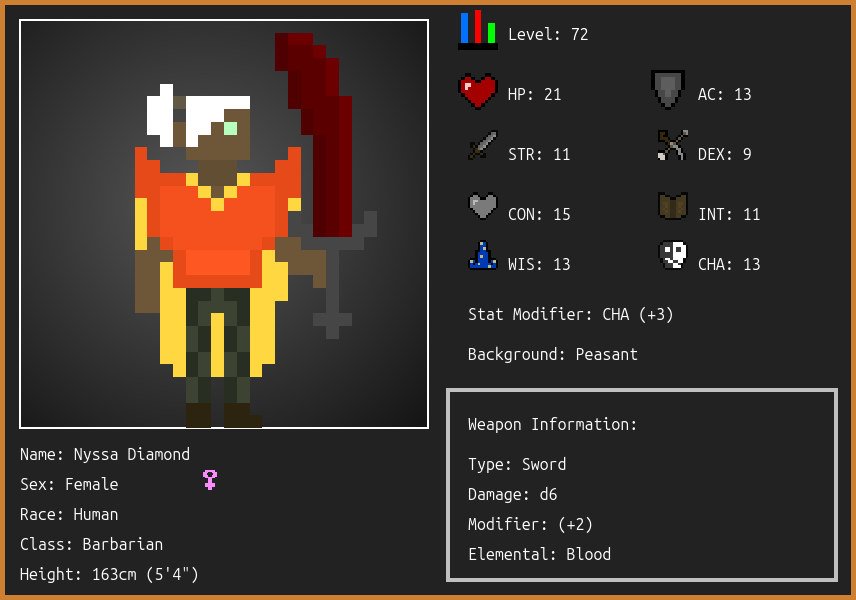 Level: 72
HP: 21
AC: 13
STR: 11
DEX: 9
CON: 15
INT: 11
WIS: 13
CHA: 13
Stat Modifier: CHA (+3)
Background: Peasant
Weapon Information:
Type: Sword
Damage: d6
Modifier: (+2)
Elemental: Blood
Name: Nyssa Diamond
Sex: Female
Race: Human
Class: Barbarian
Height: 163cm (5'4")